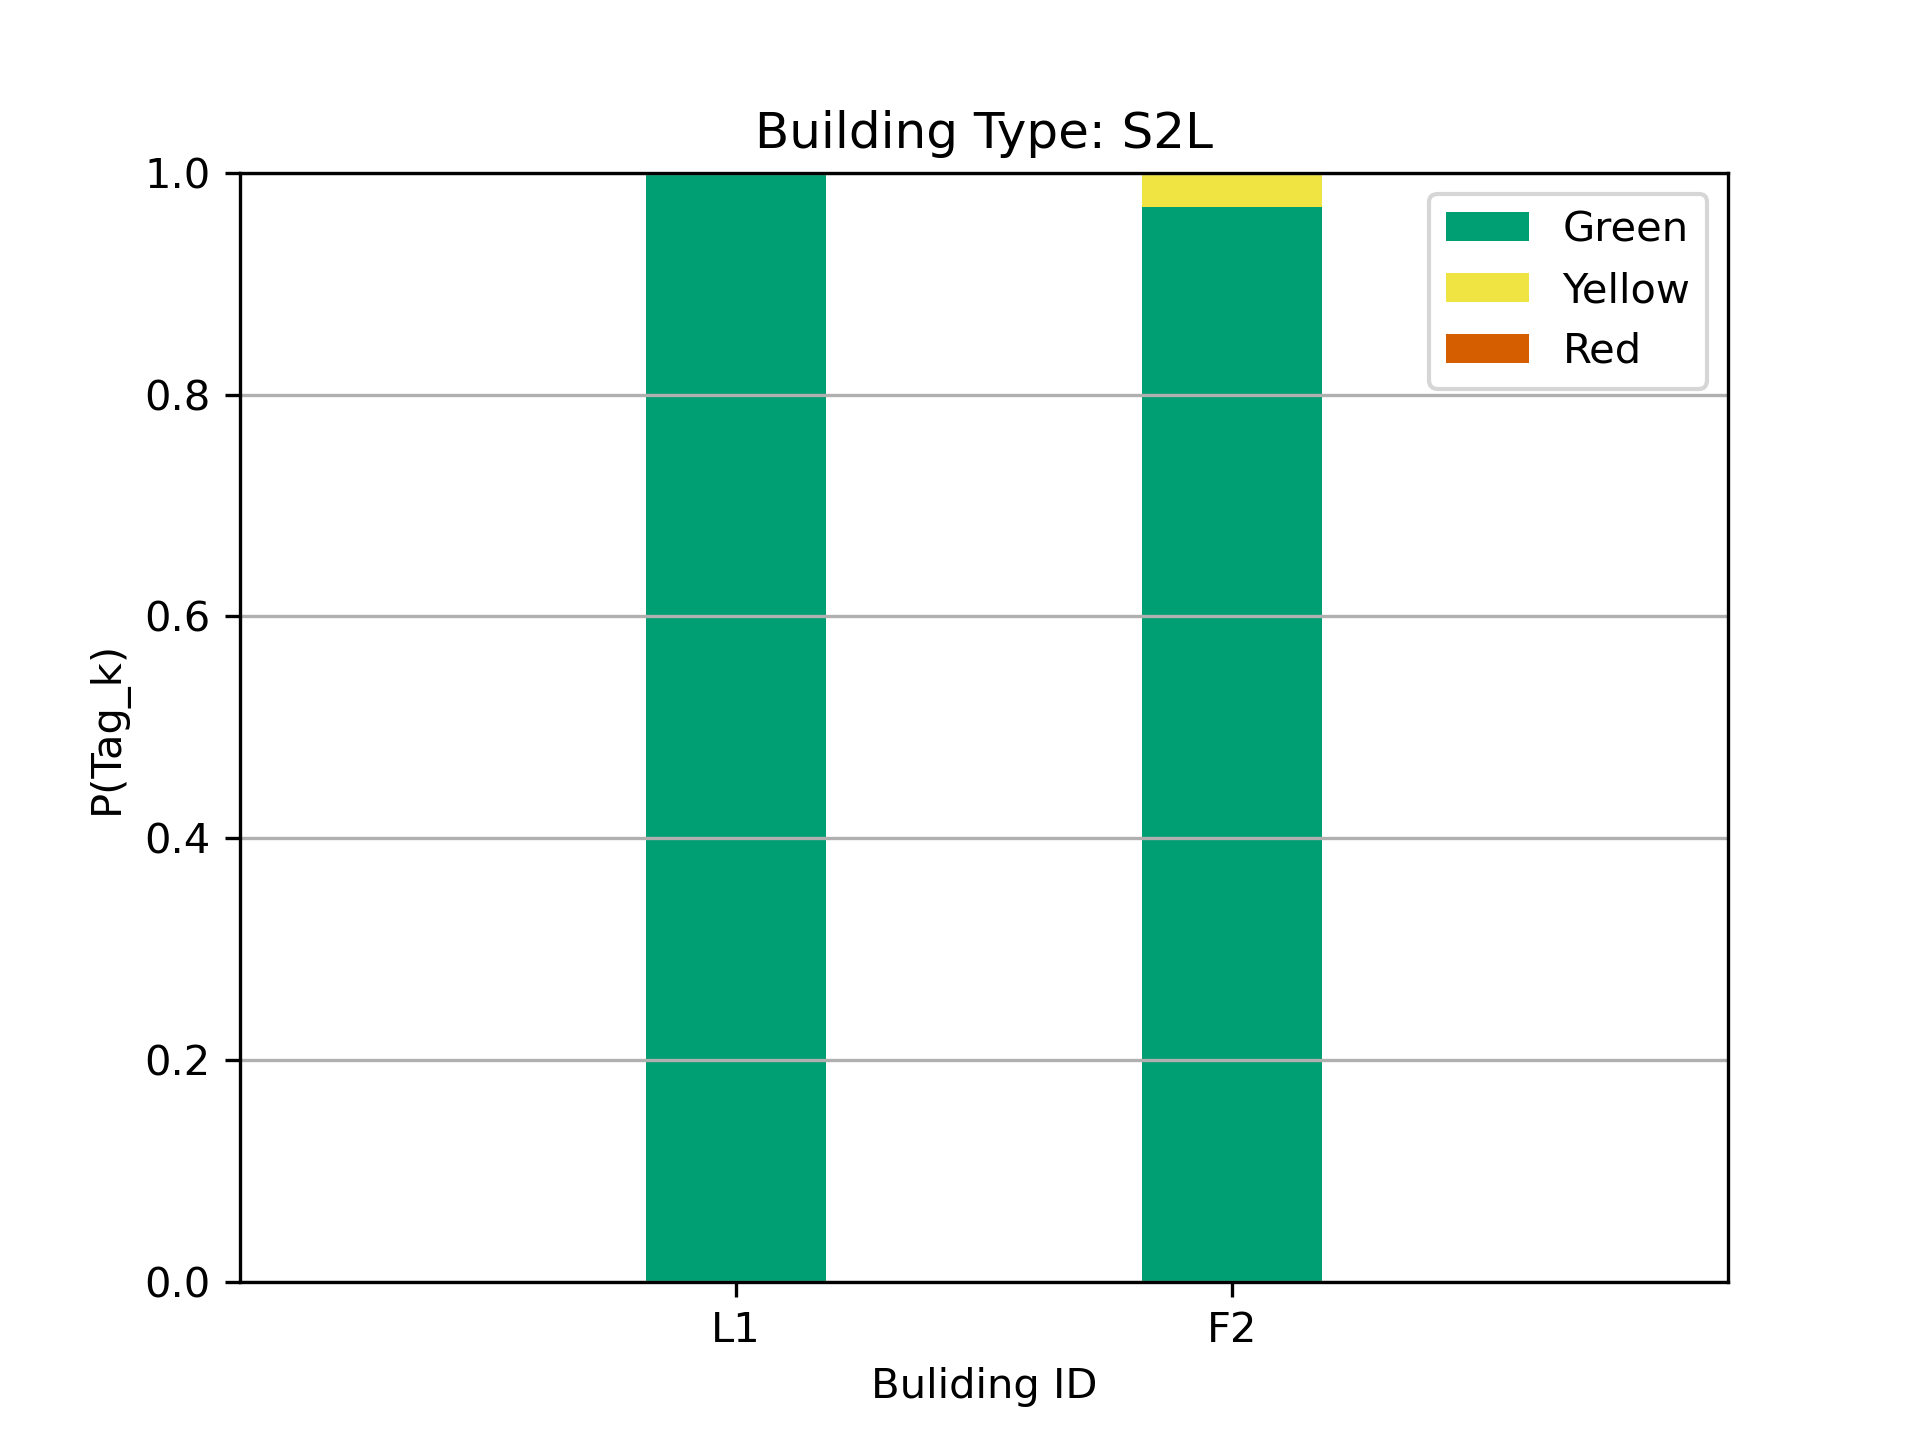 Building Type: S2L
1.0
0.8
0.6
0.4
0.2
0.0
P(Tag_k)
Green
Yellow
Red
L1
F2
Buliding ID